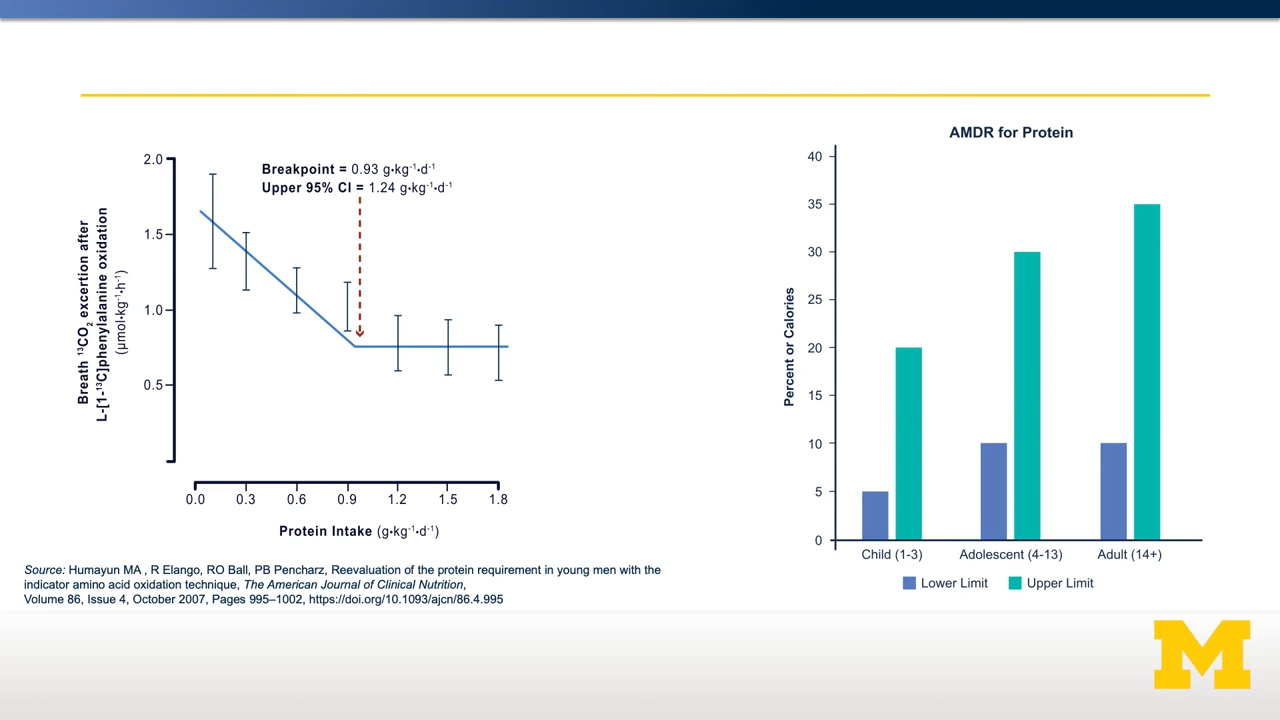 Breakpoint = 0.93 g•kg⁻¹•d⁻¹
Upper 95% CI = 1.24 g•kg⁻¹•d⁻¹
Breath ¹³CO₂ excertion after
L-[1-¹³C]phenylalanine oxidation
(µmol•kg⁻¹•h⁻¹)
2.0
1.5
1.0
0.5
0.0 0.3 0.6 0.9 1.2 1.5 1.8
Protein Intake (g•kg⁻¹•d⁻¹)
Source: Humayun MA , R Elango, RO Ball, PB Pencharz, Reevaluation of the protein requirement in young men with the
indicator amino acid oxidation technique, The American Journal of Clinical Nutrition,
Volume 86, Issue 4, October 2007, Pages 995–1002, https://doi.org/10.1093/ajcn/86.4.995
AMDR for Protein
Percent or Calories
40
35
30
25
20
15
10
5
0
Child (1-3) Adolescent (4-13) Adult (14+)
Lower Limit Upper Limit
M